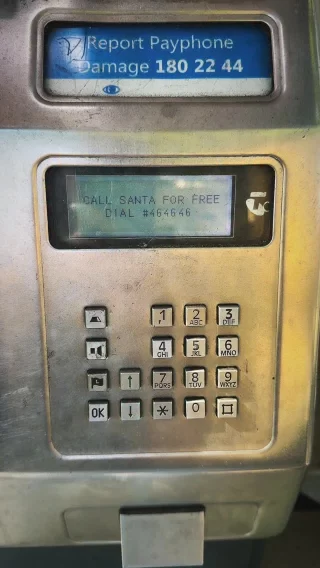 Report Payphone
Damage 180 22 44
CALL SANTA FOR FREE
DIAL #464646
1 2 ABC 3 DEF
4 GHI 5 JKL 6 MNO
7 PQRS 8 TUV 9 WXYZ
OK * 0